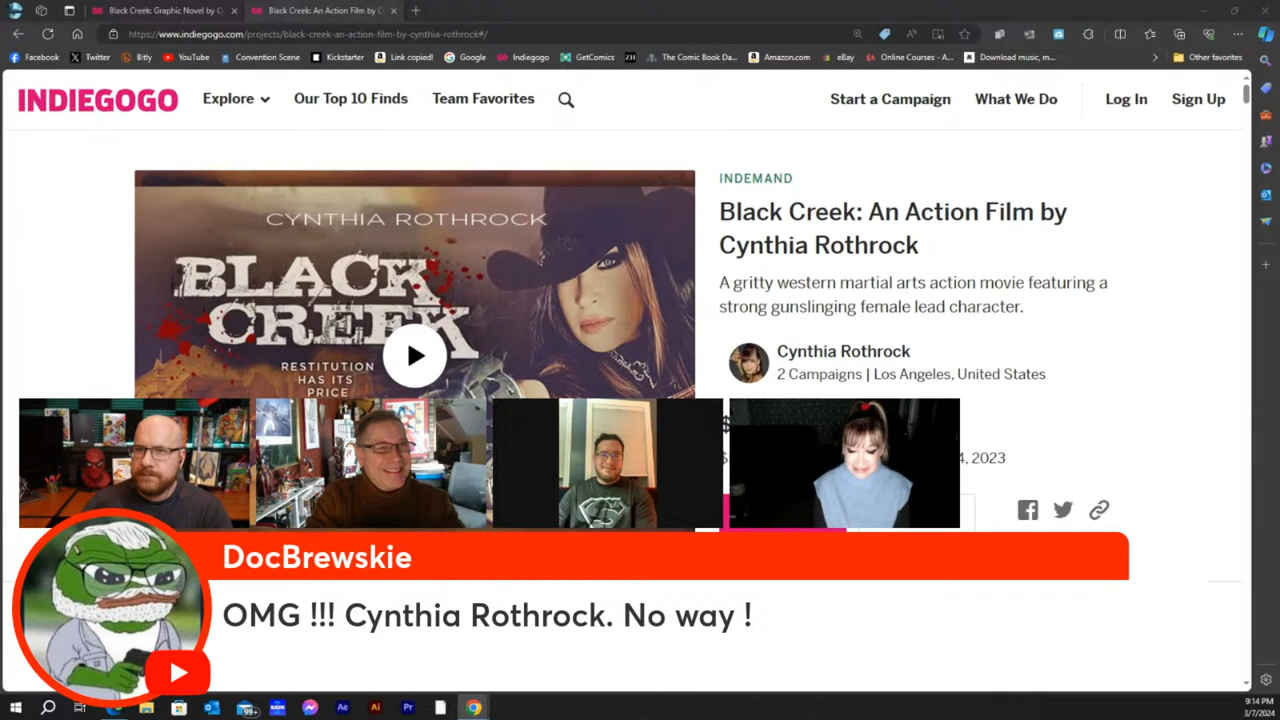 Black Creek: Graphic Novel by Cy
Black Creek: An Action Film by C
https://www.indiegogo.com/projects/black-creek-an-action-film-by-cynthia-rothrock#/
Facebook
Twitter
Bitly
YouTube
Convention Scene
Kickstarter
Link copied!
Google
Indiegogo
GetComics
The Comic Book Da...
Amazon.com
eBay
Online Courses - A...
Download music, m...
Other favorites
INDIEGOGO
Explore
Our Top 10 Finds
Team Favorites
Start a Campaign
What We Do
Log In
Sign Up
CYNTHIA ROTHROCK
BLACK
CREEK
RESTITUTION
HAS ITS
PRICE
INDEMAND
Black Creek: An Action Film by
Cynthia Rothrock
A gritty western martial arts action movie featuring a
strong gunslinging female lead character.
Cynthia Rothrock
2 Campaigns | Los Angeles, United States
4, 2023
DocBrewskie
OMG !!! Cynthia Rothrock. No way !
99+
Ae
Ai
Pr
9:14 PM
3/7/2024